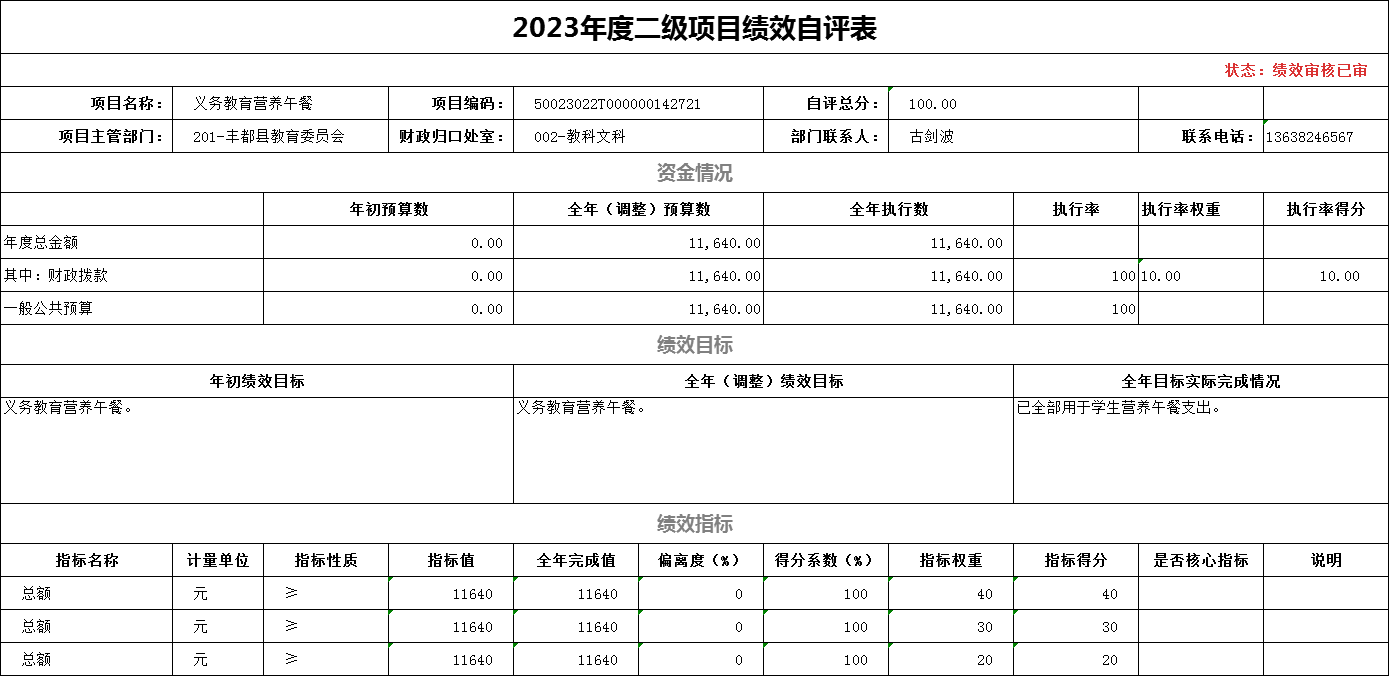 2023年度二级项目绩效自评表
状态：绩效审核已审
项目名称： 义务教育营养午餐 项目编码： 50023022T000000142721 自评总分： 100.00
项目主管部门： 201-丰都县教育委员会 财政归口处室： 002-教科文科 部门联系人： 古剑波 联系电话： 13638246567
资金情况
年初预算数 全年（调整）预算数 全年执行数 执行率 执行率权重 执行率得分
年度总金额 0.00 11,640.00 11,640.00
其中：财政拨款 0.00 11,640.00 11,640.00 100 10.00 10.00
一般公共预算 0.00 11,640.00 11,640.00 100
绩效目标
年初绩效目标 全年（调整）绩效目标 全年目标实际完成情况
义务教育营养午餐。 义务教育营养午餐。 已全部用于学生营养午餐支出。
绩效指标
指标名称 计量单位 指标性质 指标值 全年完成值 偏离度（%） 得分系数（%） 指标权重 指标得分 是否核心指标 说明
总额 元 ≥ 11640 11640 0 100 40 40
总额 元 ≥ 11640 11640 0 100 30 30
总额 元 ≥ 11640 11640 0 100 20 20